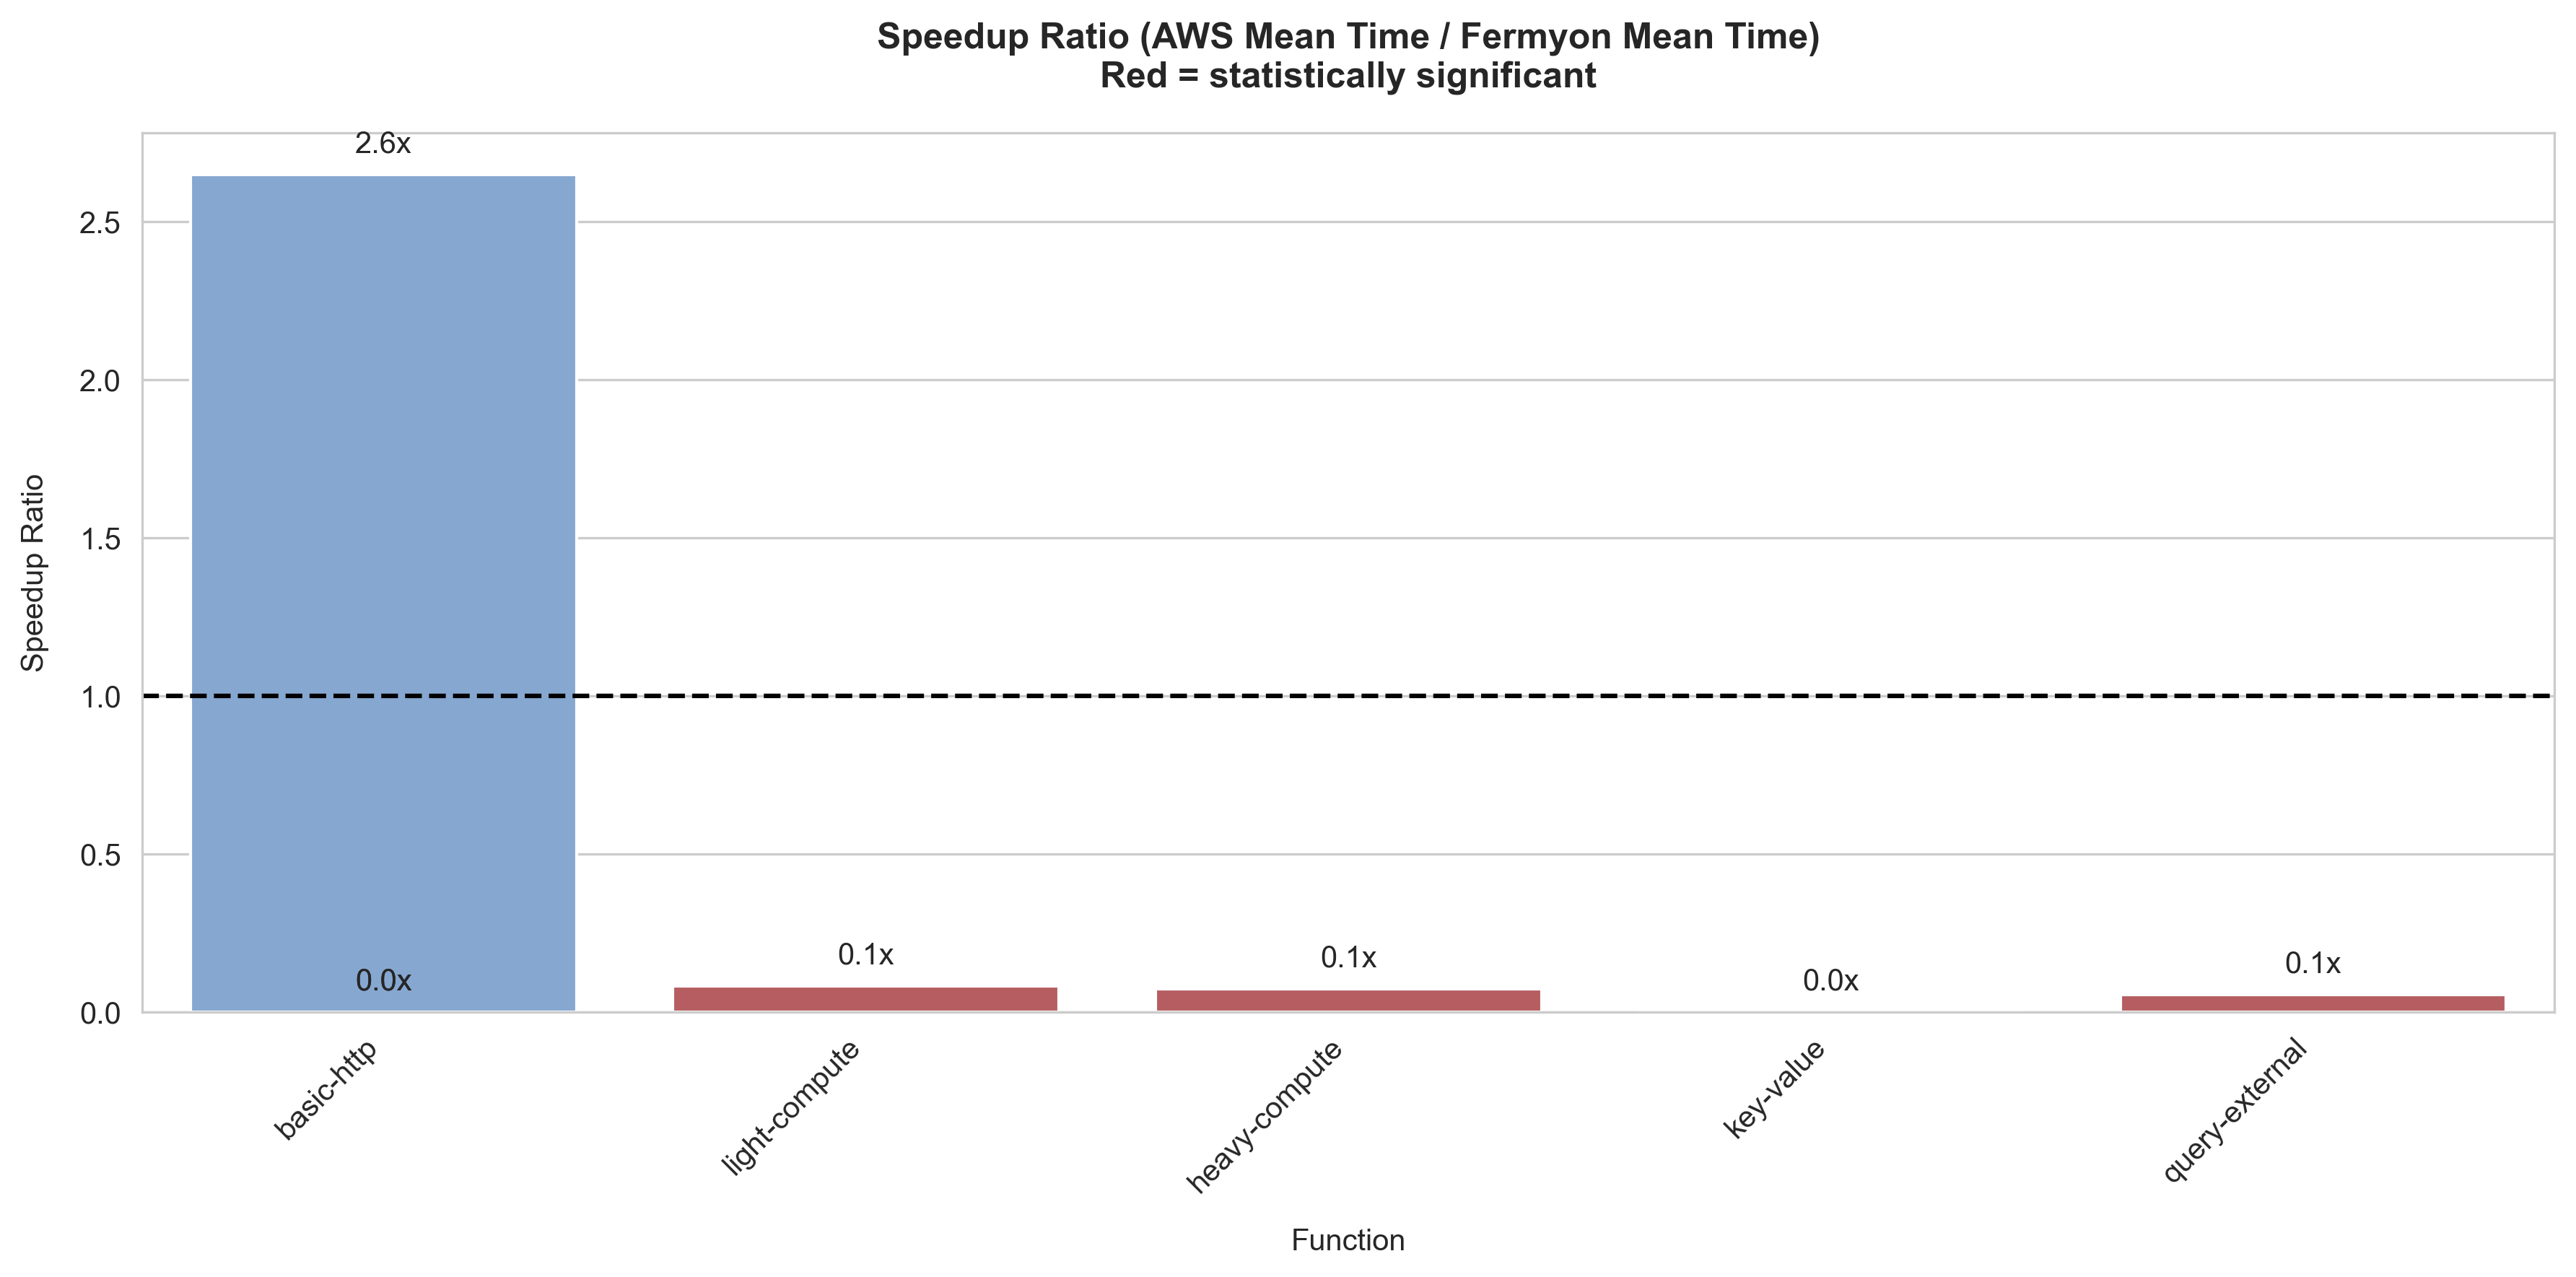 Speedup Ratio (AWS Mean Time / Fermyon Mean Time)
Red = statistically significant
2.6x
2.5
2.0
1.5
Speedup Ratio
1.0
0.5
0.1x
0.1x
0.1x
0.0x
0.0x
0.0
basic-http
light-compute
heavy-compute
key-value
query-external
Function